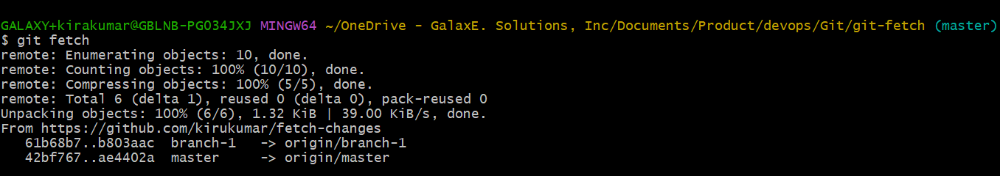 GALAXY+kirakumar@GBLNB-PG034JXJ MINGW64 ~/OneDrive - GalaxE. Solutions, Inc/Documents/Product/devops/Git/git-fetch (master)
$ git fetch
remote: Enumerating objects: 10, done.
remote: Counting objects: 100% (10/10), done.
remote: Compressing objects: 100% (5/5), done.
remote: Total 6 (delta 1), reused 0 (delta 0), pack-reused 0
Unpacking objects: 100% (6/6), 1.32 KiB | 39.00 KiB/s, done.
From https://github.com/kirukumar/fetch-changes
   61b68b7..b803aac  branch-1   -> origin/branch-1
   42bf767..ae4402a  master     -> origin/master